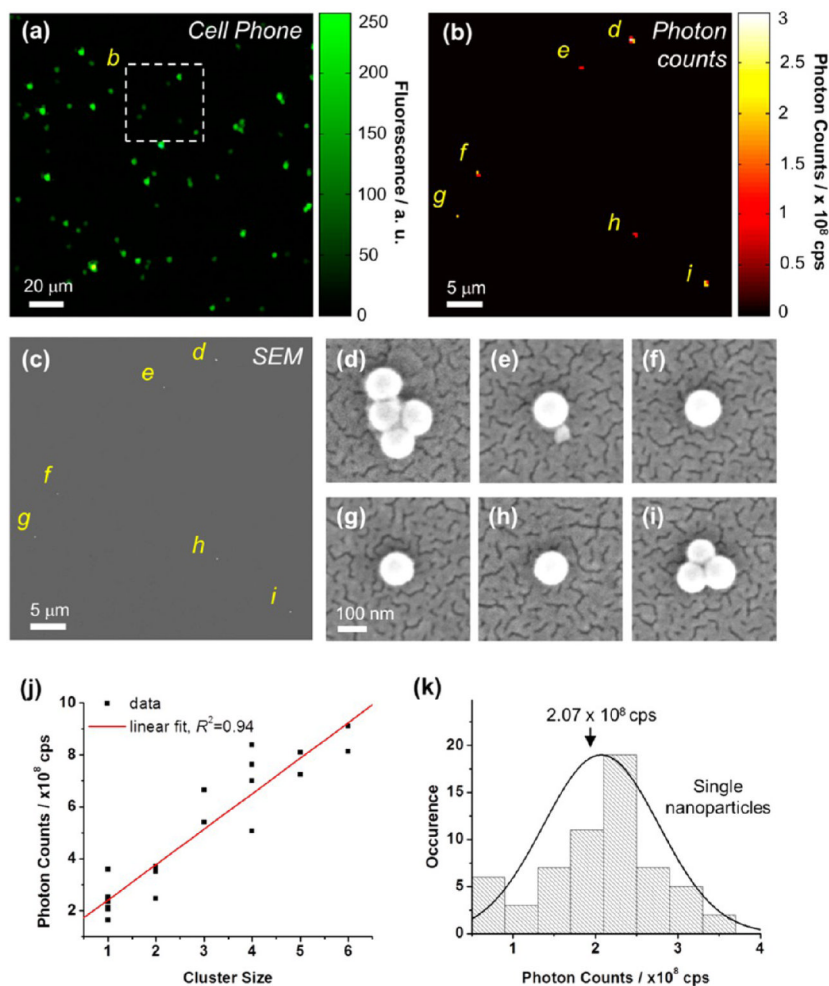 (a) Cell Phone
b
20 μm
250
200
150
100
50
0
Fluorescence / a. u.
(b) Photon counts
d
e
f
g
h
i
5 μm
3
2.5
2
1.5
1
0.5
0
Photon Counts / x 10⁸ cps
(c) SEM
d
e
f
g
h
i
5 μm
(d)
(e)
(f)
(g)
100 nm
(h)
(i)
(j)
data
linear fit, R²=0.94
10
8
6
4
2
Photon Counts / x10⁸ cps
1 2 3 4 5 6
Cluster Size
(k)
2.07 x 10⁸ cps
Single
nanoparticles
20
15
10
5
0
Occurence
1 2 3 4
Photon Counts / x10⁸ cps